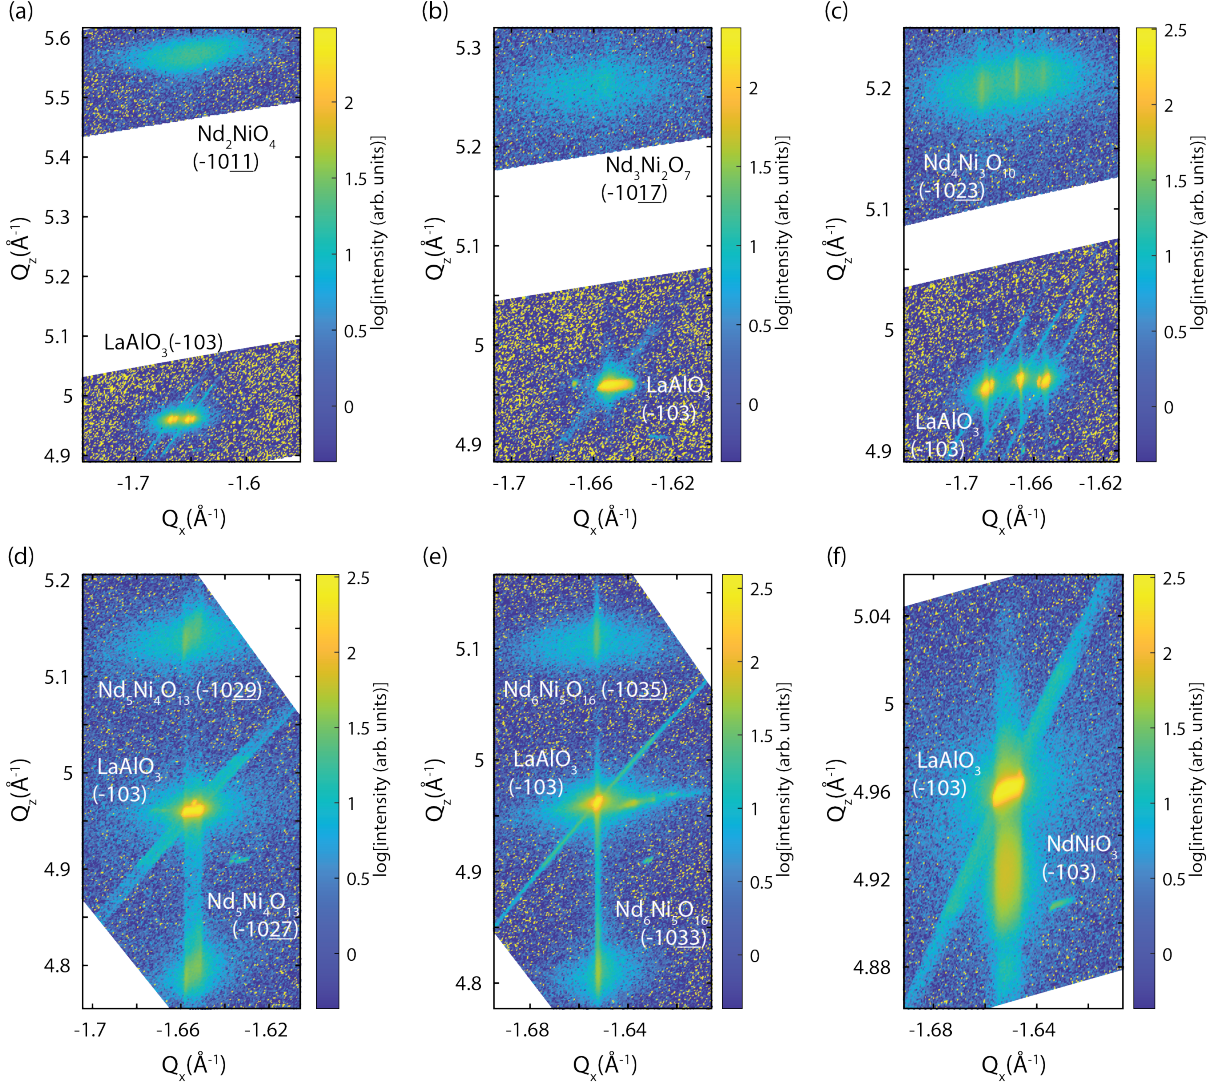 (a)
5.6
5.5
5.4
5.3
5.2
5.1
5
4.9
Q_z(Å⁻¹)
Nd₂NiO₄
(-1011)
LaAlO₃(-103)
-1.7
-1.6
Qₓ(Å⁻¹)
2
1.5
1
0.5
0
log[intensity (arb. units)]
(b)
5.3
5.2
5.1
5
4.9
Q_z(Å⁻¹)
Nd₃Ni₂O₇
(-1017)
LaAlO₃
(-103)
-1.7
-1.66
-1.62
Qₓ(Å⁻¹)
2
1.5
1
0.5
0
log[intensity (arb. units)]
(c)
5.2
5.1
5
4.9
Q_z(Å⁻¹)
Nd₄Ni₃O₁₀
(-1023)
LaAlO₃
(-103)
-1.7
-1.66
-1.62
Qₓ(Å⁻¹)
2.5
2
1.5
1
0.5
0
log[intensity (arb. units)]
(d)
5.2
5.1
5
4.9
4.8
Q_z(Å⁻¹)
Nd₅Ni₄O₁₃ (-1029)
LaAlO₃
(-103)
Nd₅Ni₄O₁₃
(-1027)
-1.7
-1.66
-1.62
Qₓ(Å⁻¹)
2.5
2
1.5
1
0.5
0
log[intensity (arb. units)]
(e)
5.1
5
4.9
4.8
Q_z(Å⁻¹)
Nd₆Ni₅O₁₆ (-1035)
LaAlO₃
(-103)
Nd₆Ni₅O₁₆
(-1033)
-1.68
-1.64
Qₓ(Å⁻¹)
2.5
2
1.5
1
0.5
0
log[intensity (arb. units)]
(f)
5.04
5
4.96
4.92
4.88
Q_z(Å⁻¹)
LaAlO₃
(-103)
NdNiO₃
(-103)
-1.68
-1.64
Qₓ(Å⁻¹)
2.5
2
1.5
1
0.5
0
log[intensity (arb. units)]